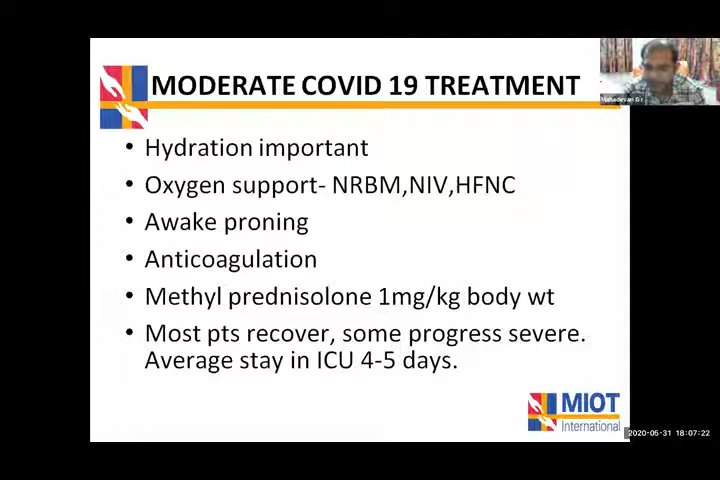 MODERATE COVID 19 TREATMENT
Mahadevan G r
• Hydration important
• Oxygen support- NRBM,NIV,HFNC
• Awake proning
• Anticoagulation
• Methyl prednisolone 1mg/kg body wt
• Most pts recover, some progress severe.
Average stay in ICU 4-5 days.
MIOT
International
2020-05-31 18:07:22